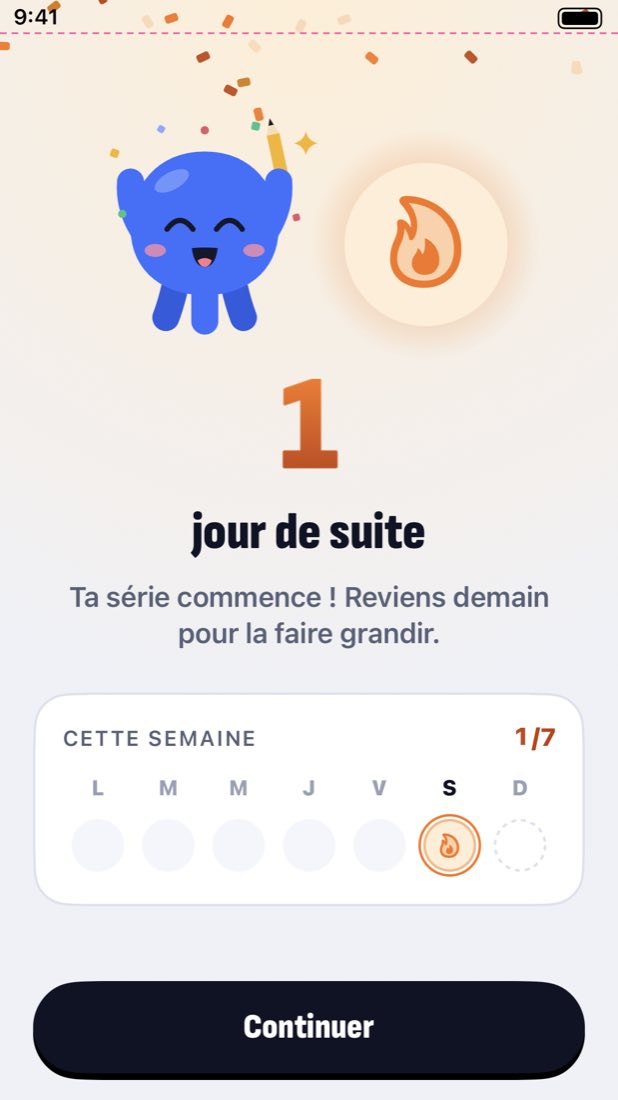 9:41
1
jour de suite
Ta série commence ! Reviens demain
pour la faire grandir.
CETTE SEMAINE 1/7
L M M J V S D
Continuer